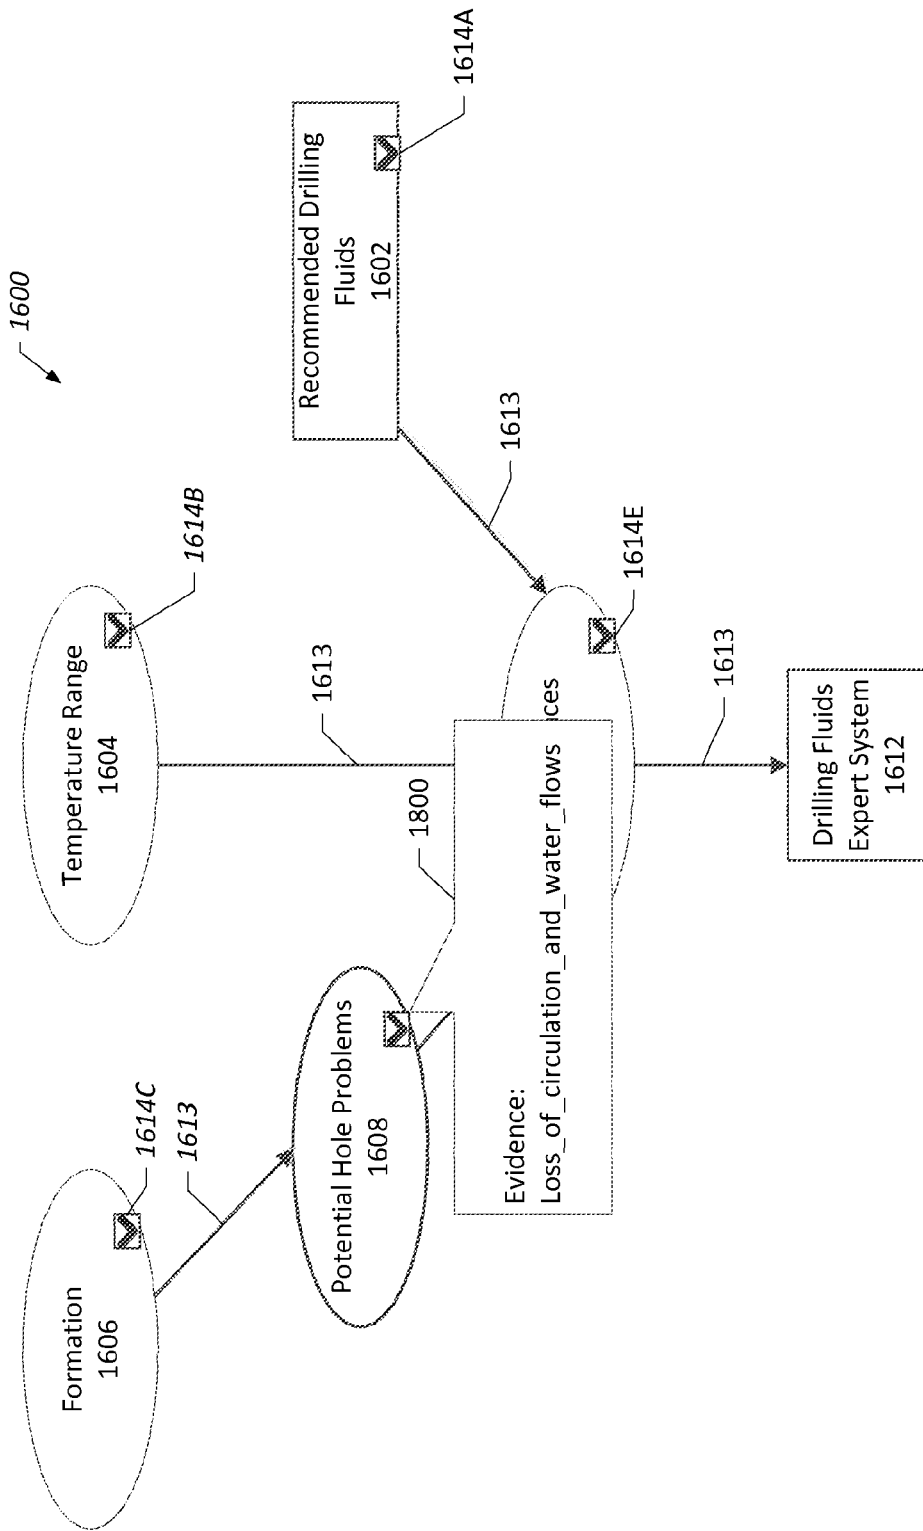 1600
Formation
1606
1614C
1613
Temperature Range
1604
1614B
Potential Hole Problems
1608
1613
Recommended Drilling
Fluids
1602
1614A
1800
1613
Evidence:
Loss_of_circulation_and_water_flows
nces
1614E
1613
Drilling Fluids
Expert System
1612